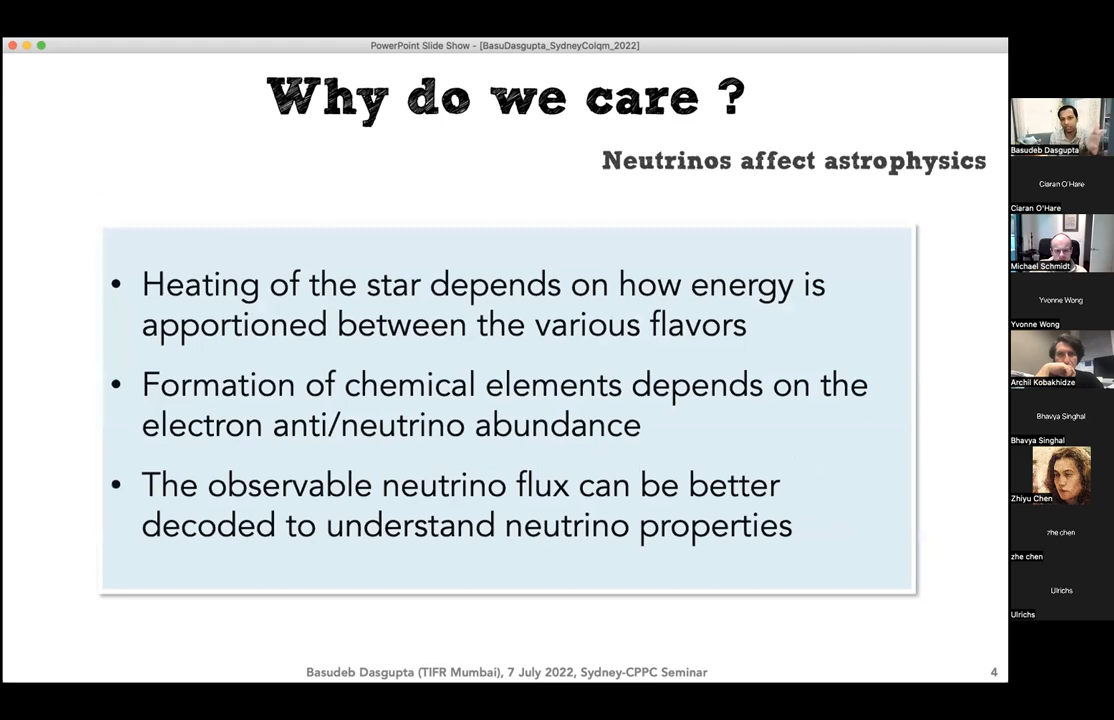 PowerPoint Slide Show - [BasuDasgupta_SydneyColqm_2022]
Why do we care ?
Neutrinos affect astrophysics
• Heating of the star depends on how energy is
apportioned between the various flavors
• Formation of chemical elements depends on the
electron anti/neutrino abundance
• The observable neutrino flux can be better
decoded to understand neutrino properties
Basudeb Dasgupta (TIFR Mumbai), 7 July 2022, Sydney-CPPC Seminar
4
Basudeb Dasgupta
Ciaran O'Hare
Ciaran O'Hare
Michael Schmidt
Yvonne Wong
Yvonne Wong
Archil Kobakhidze
Bhavya Singhal
Bhavya Singhal
Zhiyu Chen
zhe chen
zhe chen
Ulrichs
Ulrichs